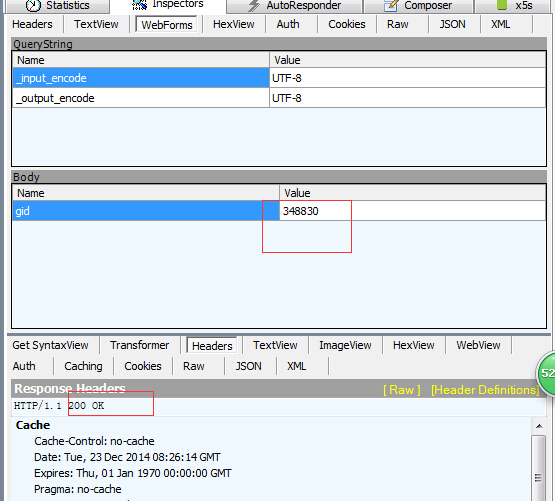 Statistics Inspectors AutoResponder Composer x5s
Headers TextView WebForms HexView Auth Cookies Raw JSON XML
QueryString
Name Value
_input_encode UTF-8
_output_encode UTF-8
Body
Name Value
gid 348830
Get SyntaxView Transformer Headers TextView ImageView HexView WebView
Auth Caching Cookies Raw JSON XML
Response Headers [ Raw ] [Header Definitions]
HTTP/1.1 200 OK
Cache
Cache-Control: no-cache
Date: Tue, 23 Dec 2014 08:26:14 GMT
Expires: Thu, 01 Jan 1970 00:00:00 GMT
Pragma: no-cache
52